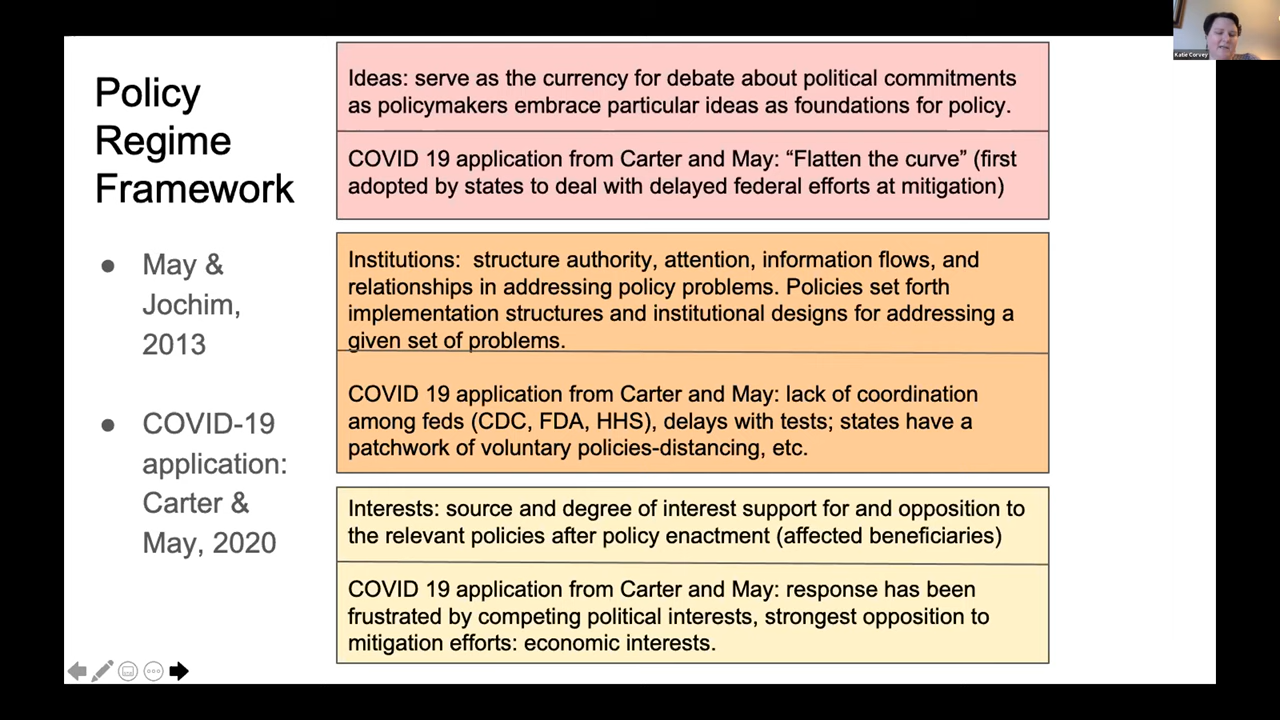 Katie Corvey
Policy
Regime
Framework
● May &
Jochim,
2013
● COVID-19
application:
Carter &
May, 2020
Ideas: serve as the currency for debate about political commitments
as policymakers embrace particular ideas as foundations for policy.
COVID 19 application from Carter and May: “Flatten the curve” (first
adopted by states to deal with delayed federal efforts at mitigation)
Institutions:  structure authority, attention, information flows, and
relationships in addressing policy problems. Policies set forth
implementation structures and institutional designs for addressing a
given set of problems.
COVID 19 application from Carter and May: lack of coordination
among feds (CDC, FDA, HHS), delays with tests; states have a
patchwork of voluntary policies-distancing, etc.
Interests: source and degree of interest support for and opposition to
the relevant policies after policy enactment (affected beneficiaries)
COVID 19 application from Carter and May: response has been
frustrated by competing political interests, strongest opposition to
mitigation efforts: economic interests.